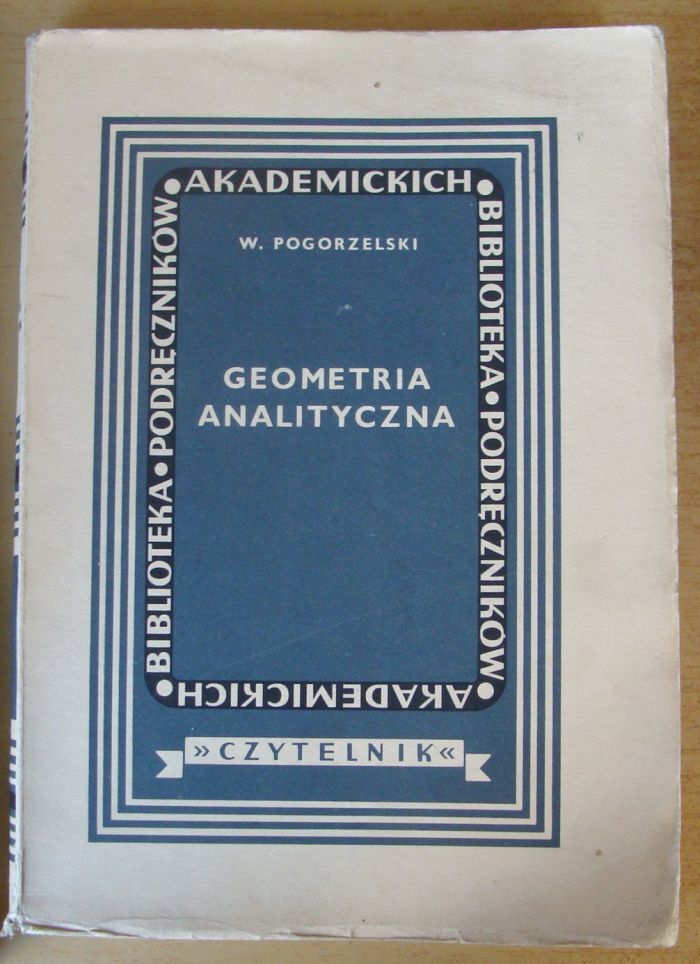 AKADEMICKICH
BIBLIOTEKA • PODRĘCZNIKÓW
W. POGORZELSKI
GEOMETRIA
ANALITYCZNA
BIBLIOTEKA • PODRĘCZNIKÓW
AKADEMICKICH
»CZYTELNIK«